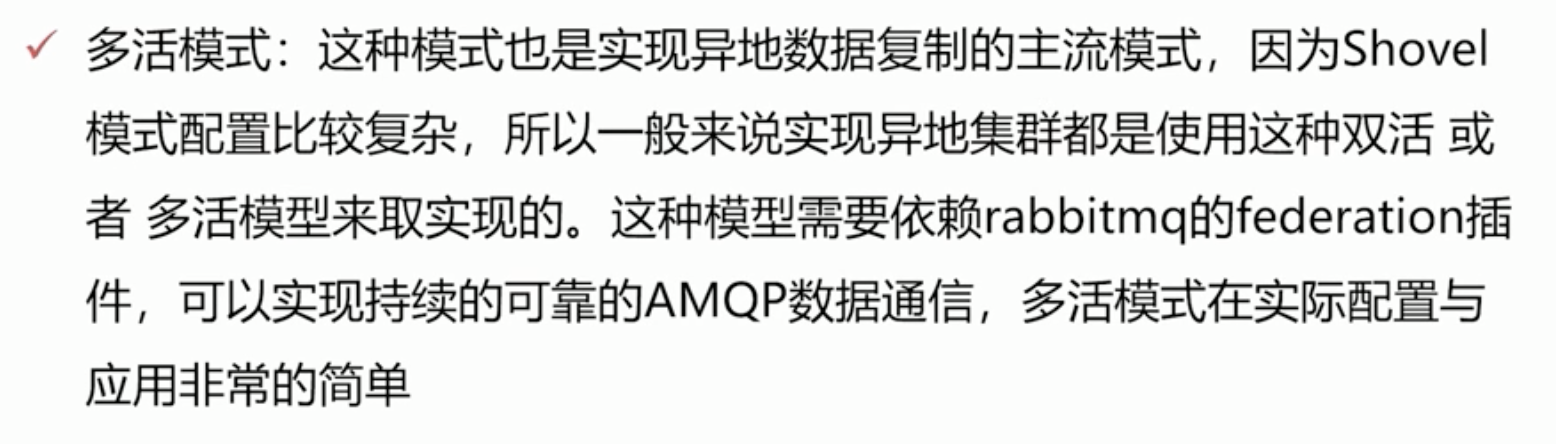 ✓ 多活模式：这种模式也是实现异地数据复制的主流模式，因为Shovel
模式配置比较复杂，所以一般来说实现异地集群都是使用这种双活 或
者 多活模型来取实现的。这种模型需要依赖rabbitmq的federation插
件，可以实现持续的可靠的AMQP数据通信，多活模式在实际配置与
应用非常的简单